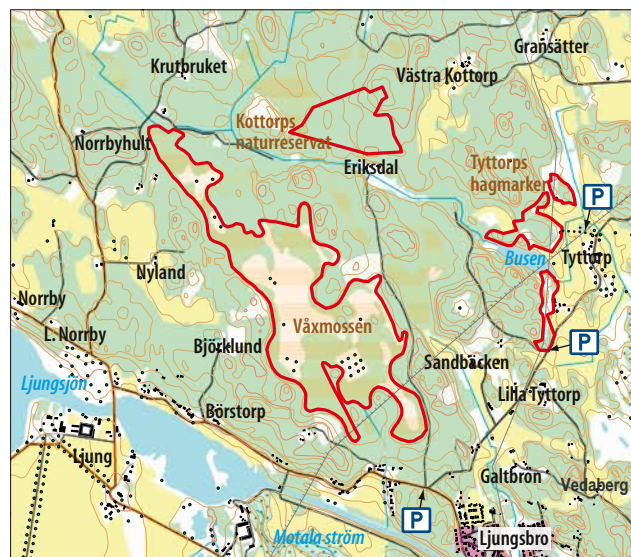 Gransätter
Krutbruket
Västra Kottorp
Kottorps
naturreservat
Norrbyhult
Eriksdal
Tyttorps
hagmarker
P
Busen
Tyttorp
Nyland
Norrby
L. Norrby
Våxmossen
Björklund
P
Sandbäcken
Ljungsjön
Lilla Tyttorp
Börstorp
Ljung
Galtbron
Vedaberg
P
Motala ström
Ljungsbro